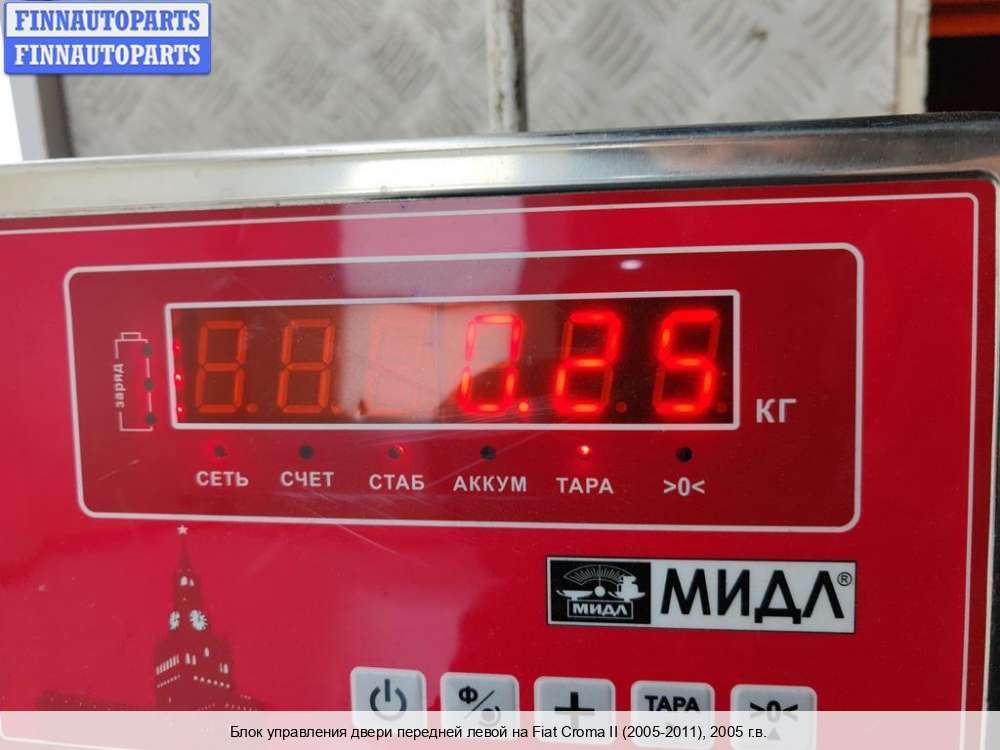 FINNAUTOPARTS
FINNAUTOPARTS
заряд
0.25
КГ
СЕТЬ СЧЕТ СТАБ АККУМ ТАРА >0<
МИДЛ МИДЛ®
Ф
ТАРА
>0<
Блок управления двери передней левой на Fiat Croma II (2005-2011), 2005 г.в.